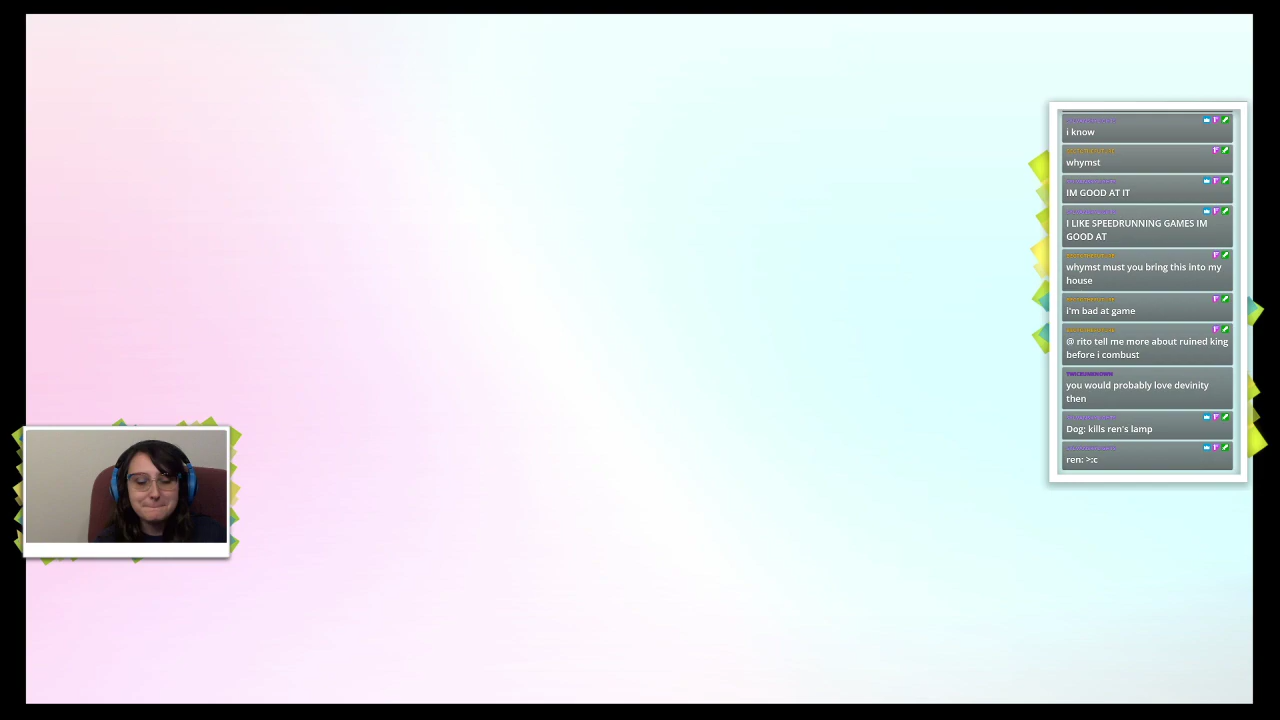 i know
whymst
IM GOOD AT IT
I LIKE SPEEDRUNNING GAMES IM
GOOD AT
whymst must you bring this into my
house
i'm bad at game
@ rito tell me more about ruined king
before i combust
you would probably love devinity
then
Dog: kills ren's lamp
ren: >:c